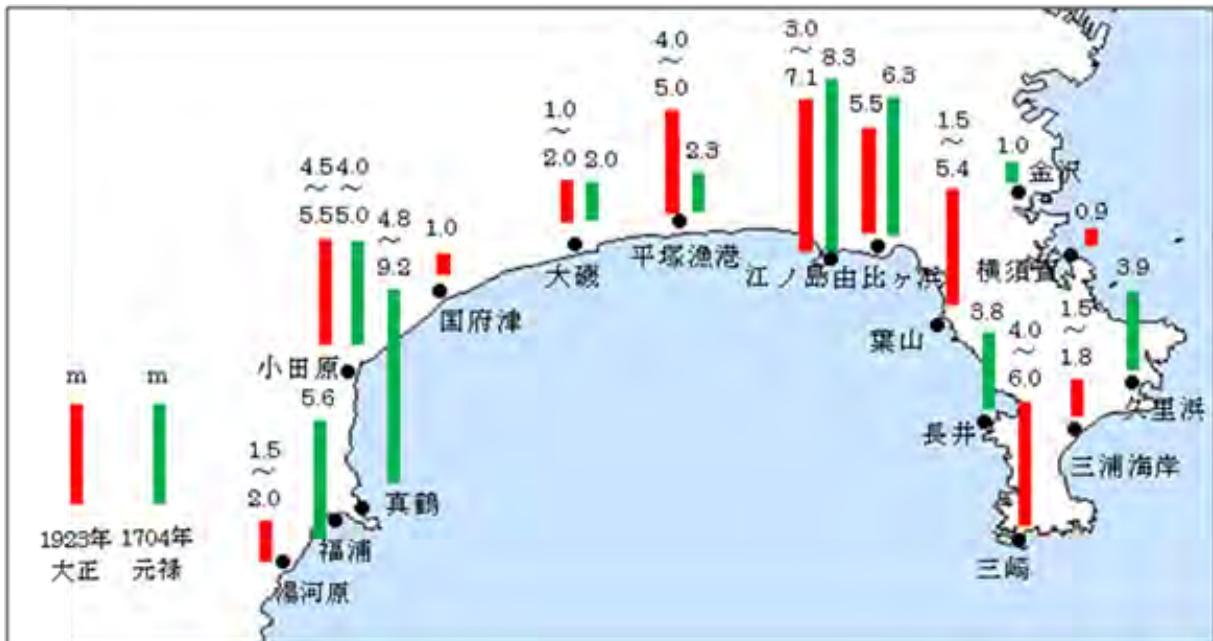 m
1923年
大正
m
1704年
元禄
1.5
～
2.0
湯河原
5.6
福浦
4.8
～
9.2
真鶴
4.5
～
5.5
4.0
～
5.0
小田原
1.0
国府津
1.0
～
2.0
2.0
大磯
4.0
～
5.0
2.3
平塚漁港
3.0
～
7.1
8.3
江ノ島
5.5
6.3
由比ヶ浜
1.5
～
5.4
葉山
1.0
金沢
0.9
横須賀
3.9
久里浜
3.8
長井
4.0
～
6.0
三崎
1.5
～
1.8
三浦海岸